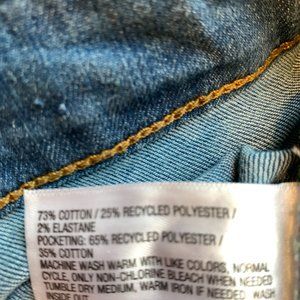 73% COTTON / 25% RECYCLED POLYESTER /
2% ELASTANE
POCKETING: 65% RECYCLED POLYESTER /
35% COTTON
MACHINE WASH WARM WITH LIKE COLORS, NORMAL
CYCLE, ONLY NON-CHLORINE BLEACH WHEN NEEDED
TUMBLE DRY MEDIUM, WARM IRON IF NEEDED
INSIDE OUT